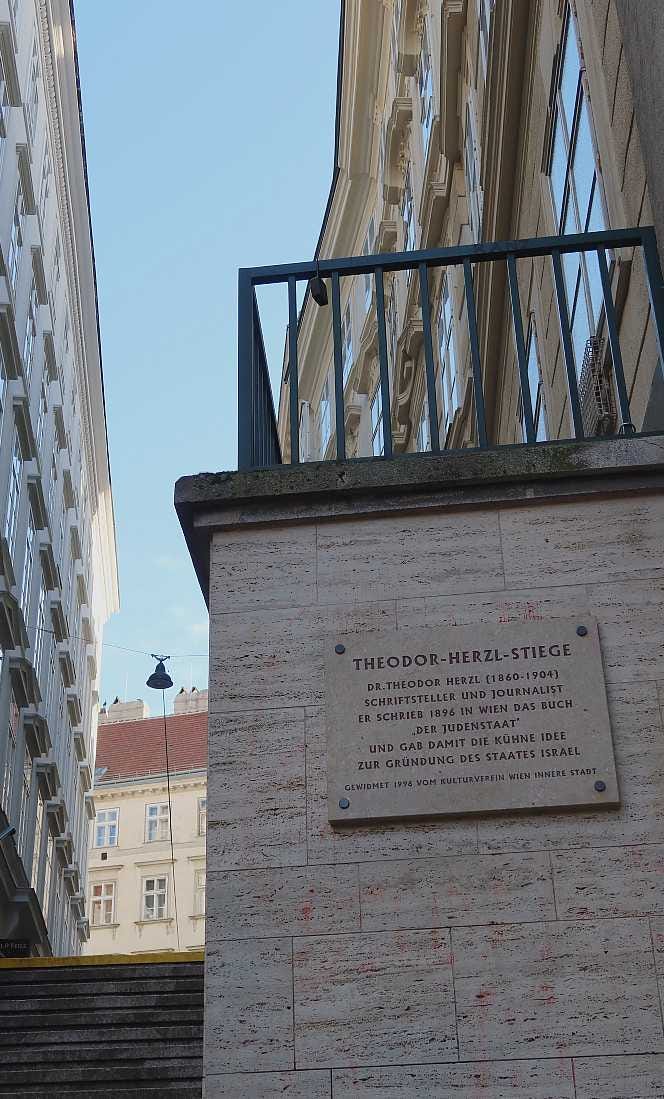 THEODOR-HERZL-STIEGE
DR. THEODOR HERZL (1860-1904)
SCHRIFTSTELLER UND JOURNALIST
ER SCHRIEB 1896 IN WIEN DAS BUCH
„DER JUDENSTAAT"
UND GAB DAMIT DIE KÜHNE IDEE
ZUR GRÜNDUNG DES STAATES ISRAEL
GEWIDMET 1996 VOM KULTURVEREIN WIEN INNERE STADT